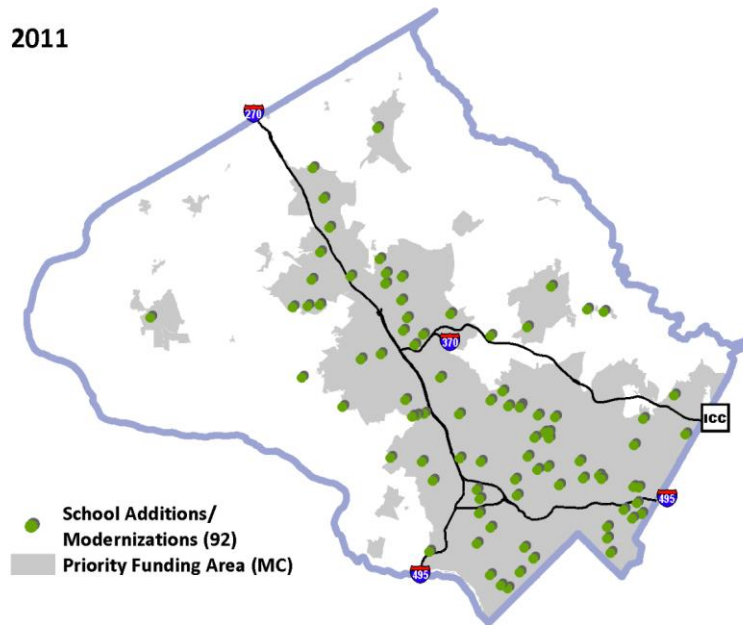 2011
270
370
ICC
495
School Additions/
Modernizations (92)
Priority Funding Area (MC)
495